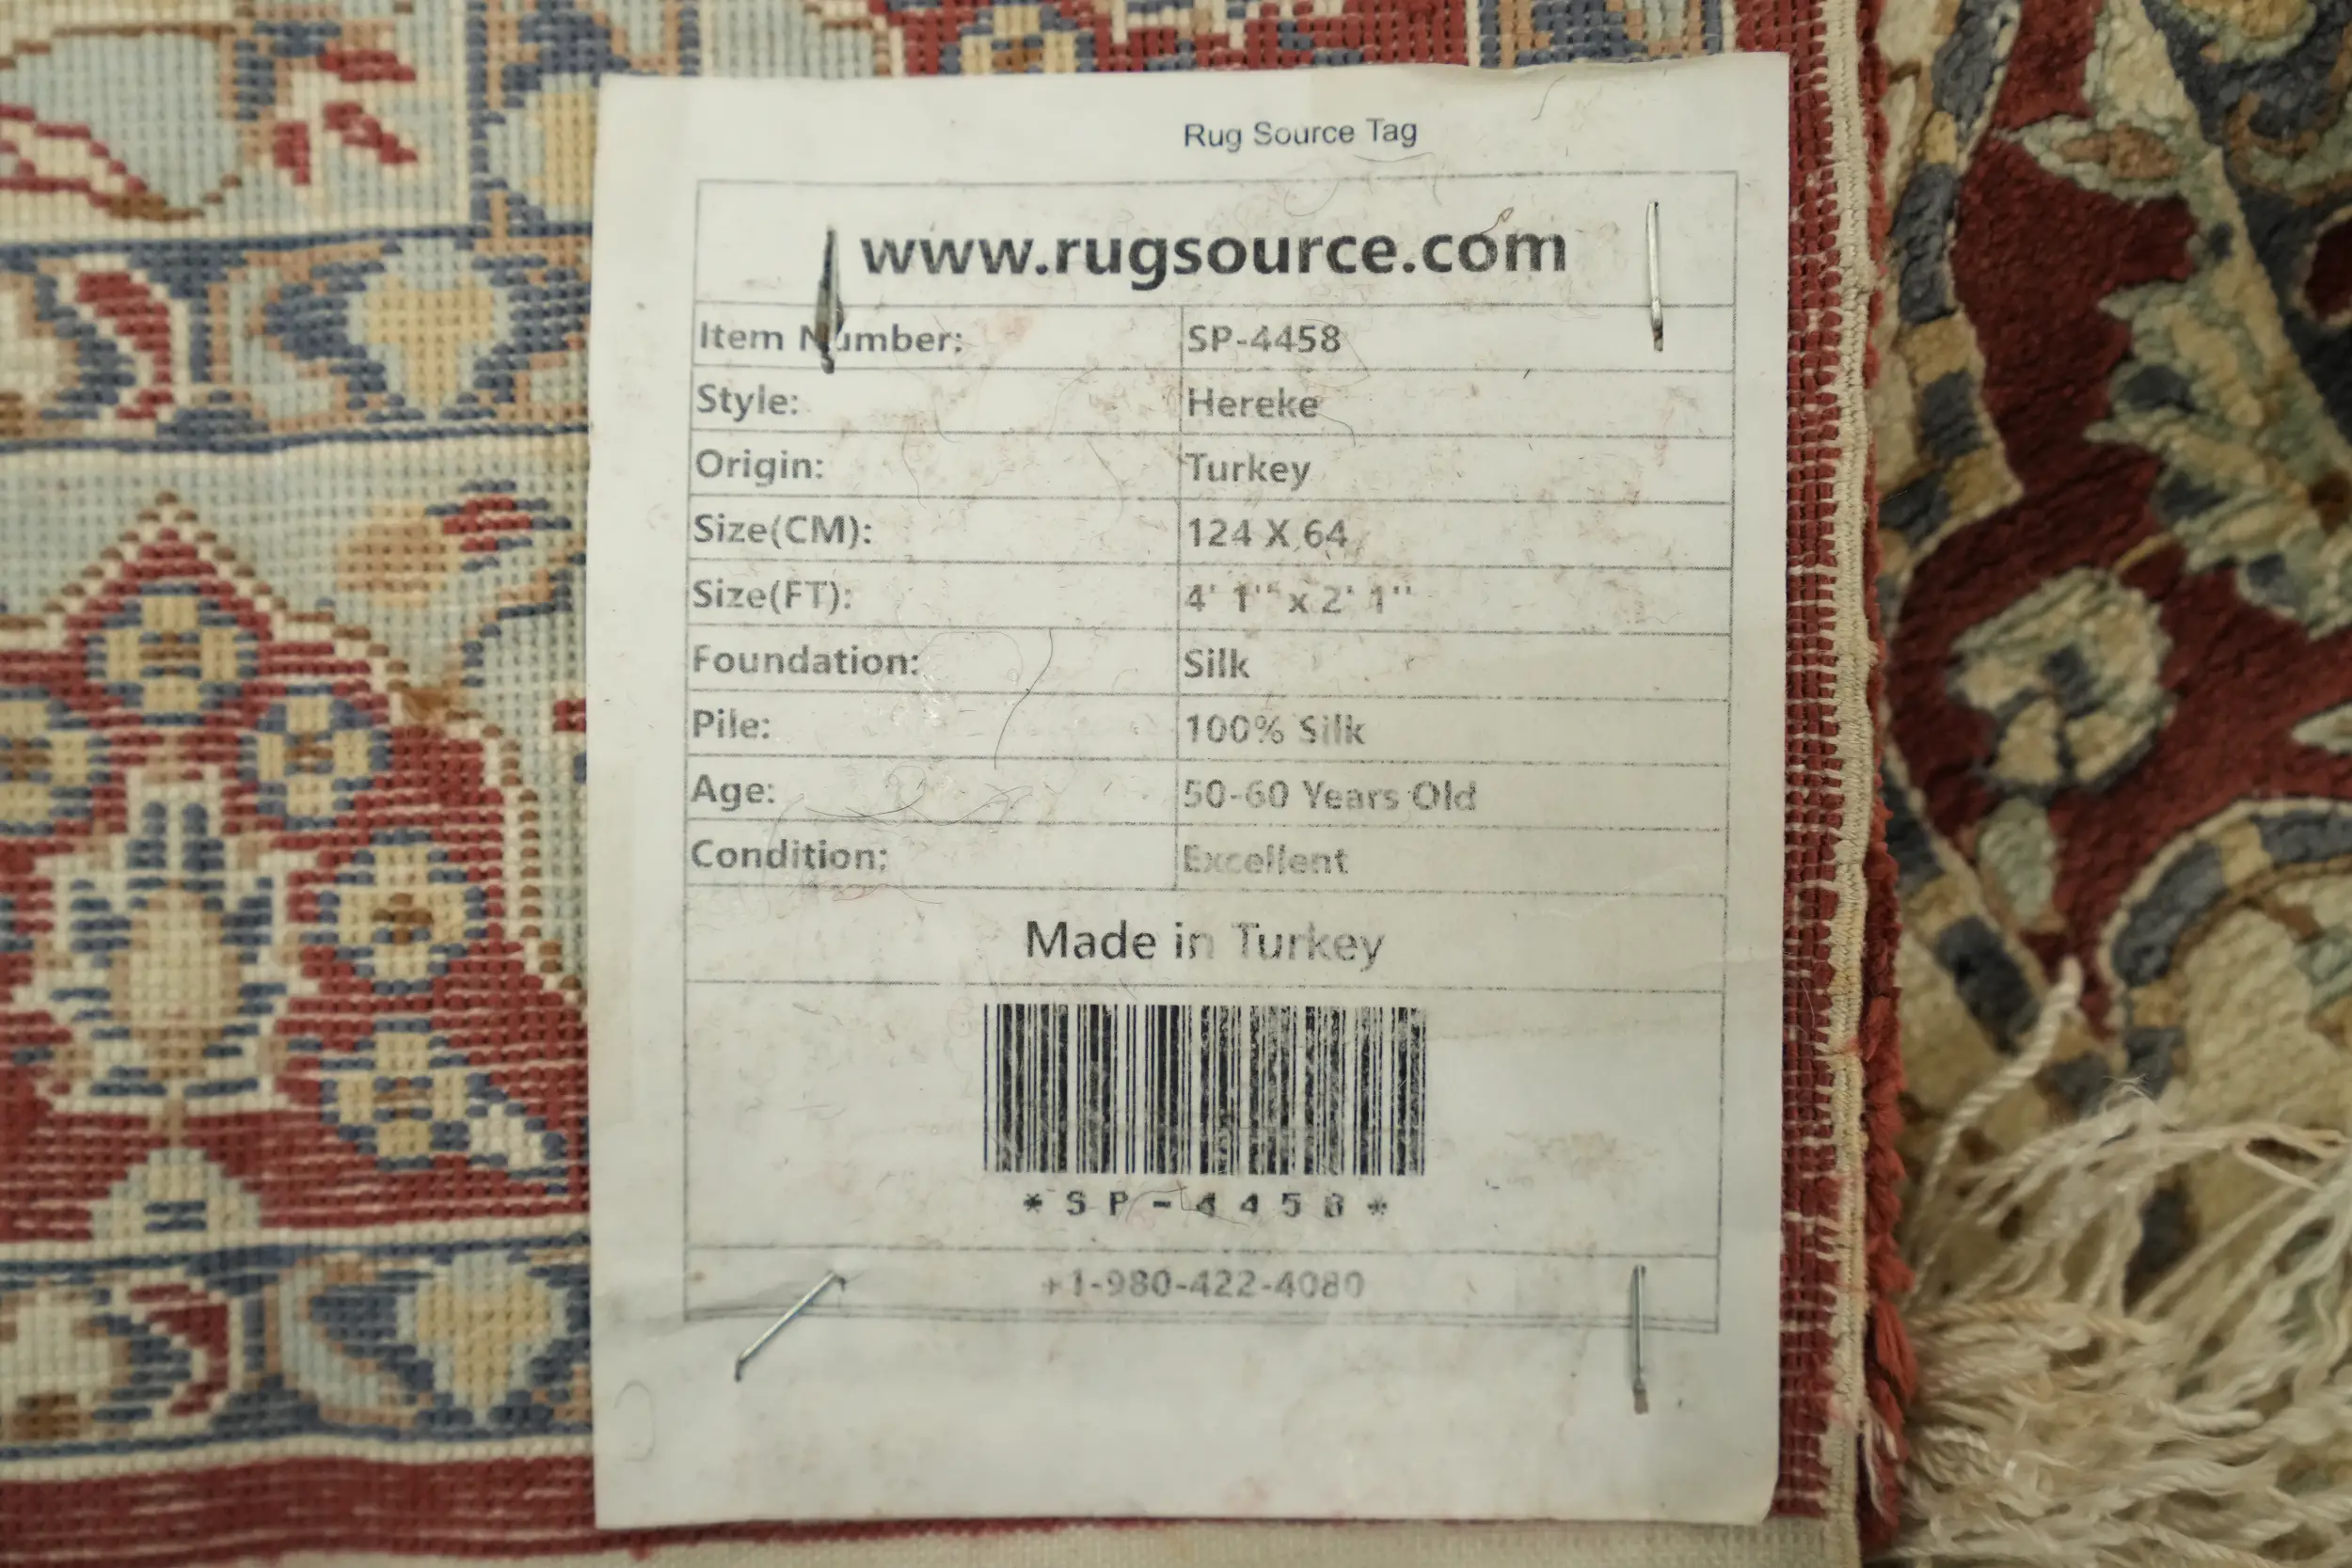 Rug Source Tag
www.rugsource.com
Item Number: SP-4458
Style: Hereke
Origin: Turkey
Size(CM): 124 X 64
Size(FT): 4' 1'' x 2' 1''
Foundation: Silk
Pile: 100% Silk
Age: 50-60 Years Old
Condition: Excellent
Made in Turkey
*SP-4458*
+1-980-422-4080